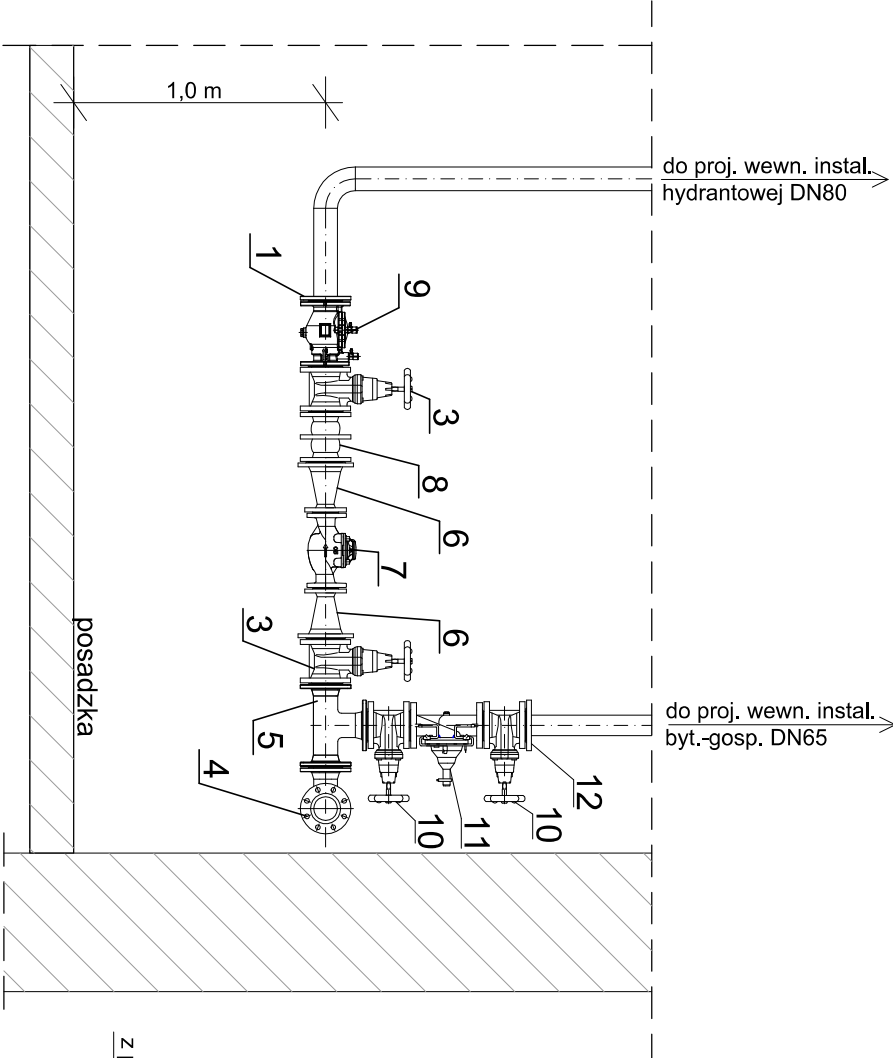 1,0 m
do proj. wewn. instal.
hydrantowej DN80
1
9
3
8
6
7
6
3
posadzka
do proj. wewn. instal.
byt.-gosp. DN65
5
4
12
10
11
10